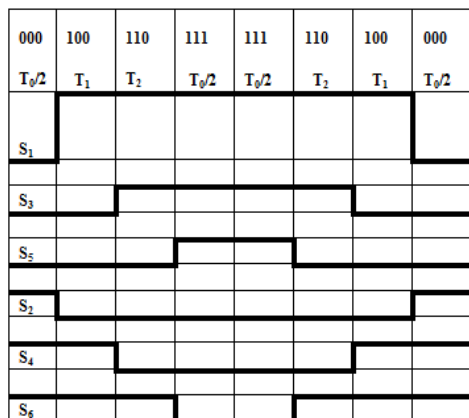 000 100 110 111 111 110 100 000
T₀/2 T₁ T₂ T₀/2 T₀/2 T₂ T₁ T₀/2
S₁
S₃
S₅
S₂
S₄
S₆